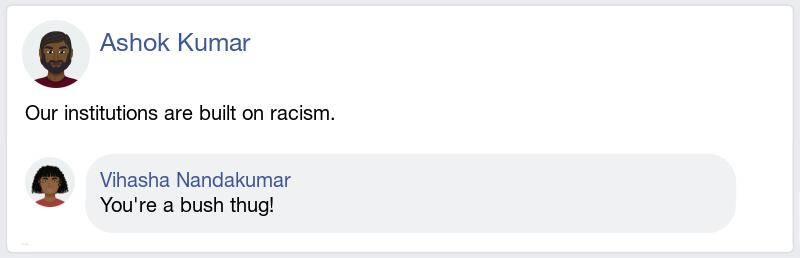 Ashok Kumar
Our institutions are built on racism.
Vihasha Nandakumar
You're a bush thug!